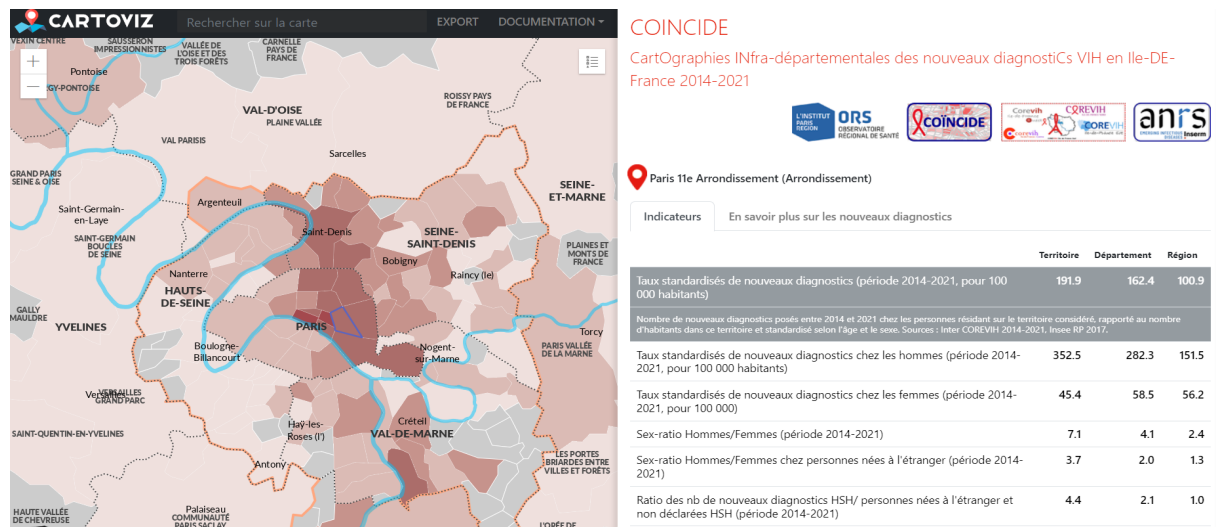 CARTOVIZ
Rechercher sur la carte
EXPORT
DOCUMENTATION
VEXIN CENTRE
SAUSSERON
IMPRESSIONNISTES
VALLÉE DE
L'OISE ET DES
TROIS FORÊTS
CARNELLE
PAYS DE
FRANCE
+
−
Pontoise
GY-PONTOISE
ROISSY PAYS
DE FRANCE
VAL-D'OISE
PLAINE VALLÉE
VAL PARISIS
Sarcelles
GRAND PARIS
SEINE & OISE
SEINE-
ET-MARNE
Argenteuil
Saint-Germain-
en-Laye
Saint-Denis
SEINE-
SAINT-DENIS
SAINT-GERMAIN
BOUCLES
DE SEINE
PLAINES ET
MONTS DE
FRANCE
Bobigny
Nanterre
Raincy (le)
HAUTS-
DE-SEINE
GALLY
MAULDRE
YVELINES
PARIS
Torcy
Boulogne-
Billancourt
Nogent-
sur-Marne
PARIS VALLÉE
DE LA MARNE
Versailles
VERSAILLES
GRAND PARC
Haÿ-les-
Roses (l')
Créteil
VAL-DE-MARNE
SAINT-QUENTIN-EN-YVELINES
Antony
LES PORTES
BRIARDES ENTRE
VILLES ET FORÊTS
HAUTE VALLÉE
DE CHEVREUSE
Palaiseau
COMMUNAUTÉ
PARIS SACLAY
L'ORÉE DE
COINCIDE
CartOgraphies INfra-départementales des nouveaux diagnostiCs VIH en Ile-DE-
France 2014-2021
L'INSTITUT
PARIS
REGION
ORS
OBSERVATOIRE
RÉGIONAL DE SANTÉ
COÏNCIDE
Corevih
COREVIH
COREVIH
Corevih
anrs
EMERGING INFECTIOUS
DISEASES
Inserm
Paris 11e Arrondissement (Arrondissement)
Indicateurs
En savoir plus sur les nouveaux diagnostics
Territoire Département Région
Taux standardisés de nouveaux diagnostics (période 2014-2021, pour 100 191.9 162.4 100.9
000 habitants)
Nombre de nouveaux diagnostics posés entre 2014 et 2021 chez les personnes résidant sur le territoire considéré, rapporté au nombre
d'habitants dans ce territoire et standardisé selon l'âge et le sexe. Sources : Inter COREVIH 2014-2021, Insee RP 2017.
Taux standardisés de nouveaux diagnostics chez les hommes (période 2014- 352.5 282.3 151.5
2021, pour 100 000 habitants)
Taux standardisés de nouveaux diagnostics chez les femmes (période 2014- 45.4 58.5 56.2
2021, pour 100 000)
Sex-ratio Hommes/Femmes (période 2014-2021) 7.1 4.1 2.4
Sex-ratio Hommes/Femmes chez personnes nées à l'étranger (période 2014- 3.7 2.0 1.3
2021)
Ratio des nb de nouveaux diagnostics HSH/ personnes nées à l'étranger et 4.4 2.1 1.0
non déclarées HSH (période 2014-2021)